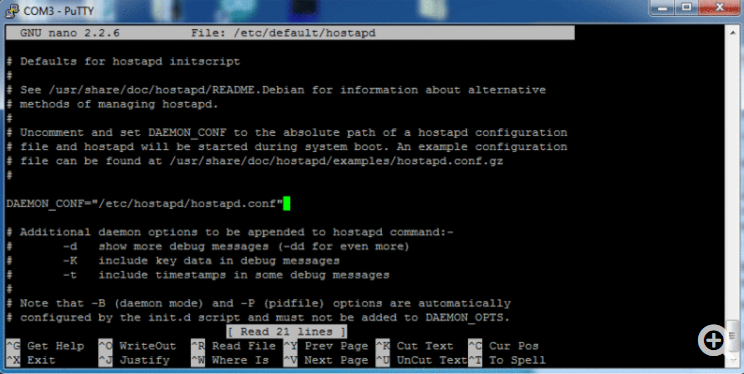 COM3 - PuTTY
GNU nano 2.2.6 File: /etc/default/hostapd
# Defaults for hostapd initscript
#
# See /usr/share/doc/hostapd/README.Debian for information about alternative
# methods of managing hostapd.
#
# Uncomment and set DAEMON_CONF to the absolute path of a hostapd configuration
# file and hostapd will be started during system boot. An example configuration
# file can be found at /usr/share/doc/hostapd/examples/hostapd.conf.gz
#
DAEMON_CONF="/etc/hostapd/hostapd.conf"
# Additional daemon options to be appended to hostapd command:-
# -d show more debug messages (-dd for even more)
# -K include key data in debug messages
# -t include timestamps in some debug messages
#
# Note that -B (daemon mode) and -P (pidfile) options are automatically
# configured by the init.d script and must not be added to DAEMON_OPTS.
[ Read 21 lines ]
^G Get Help ^O WriteOut ^R Read File ^Y Prev Page ^K Cut Text ^C Cur Pos
^X Exit ^J Justify ^W Where Is ^V Next Page ^U UnCut Text ^T To Spell